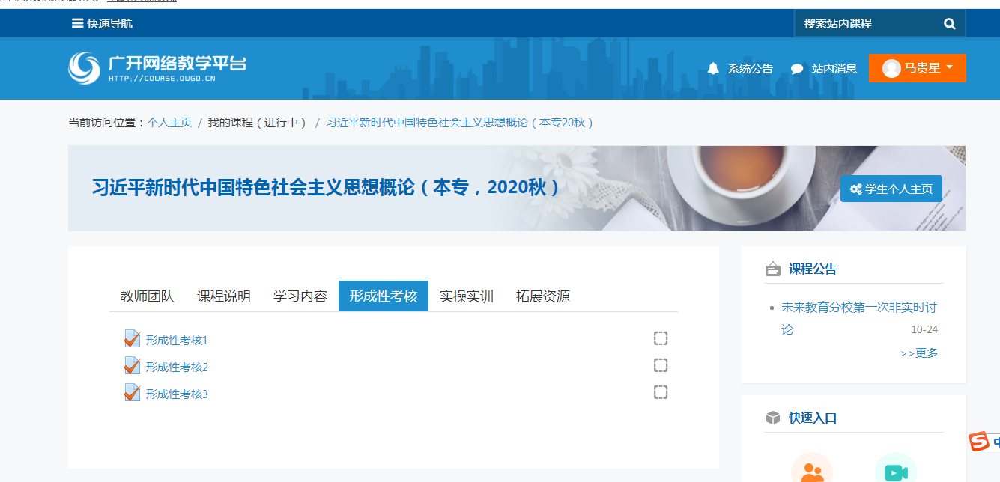 快速导航
搜索站内课程
广开网络教学平台
HTTP://COURSE.OUGD.CN
系统公告
站内消息
马贵星
当前访问位置：个人主页 / 我的课程（进行中） / 习近平新时代中国特色社会主义思想概论（本专20秋）
习近平新时代中国特色社会主义思想概论（本专，2020秋）
学生个人主页
教师团队 课程说明 学习内容 形成性考核 实操实训 拓展资源
形成性考核1
形成性考核2
形成性考核3
课程公告
未来教育分校第一次非实时讨
论 10-24
>>更多
快速入口